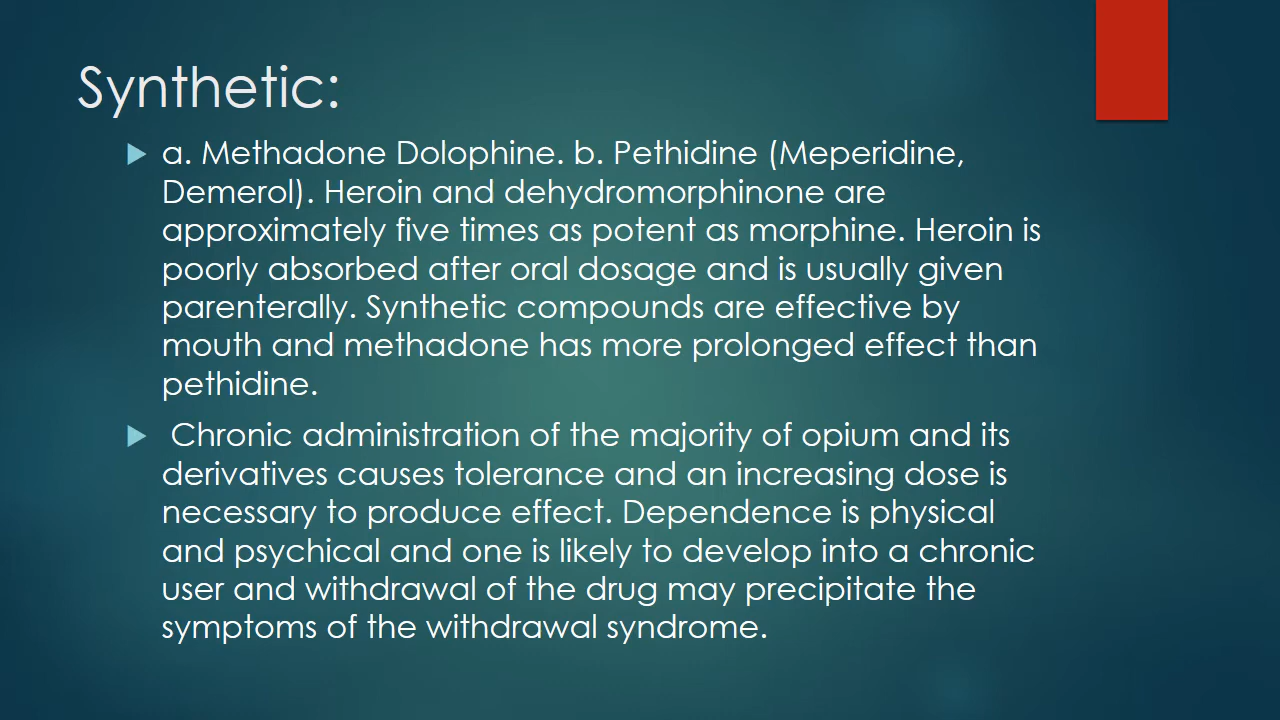 Synthetic:
a. Methadone Dolophine. b. Pethidine (Meperidine,
Demerol). Heroin and dehydromorphinone are
approximately five times as potent as morphine. Heroin is
poorly absorbed after oral dosage and is usually given
parenterally. Synthetic compounds are effective by
mouth and methadone has more prolonged effect than
pethidine.
Chronic administration of the majority of opium and its
derivatives causes tolerance and an increasing dose is
necessary to produce effect. Dependence is physical
and psychical and one is likely to develop into a chronic
user and withdrawal of the drug may precipitate the
symptoms of the withdrawal syndrome.